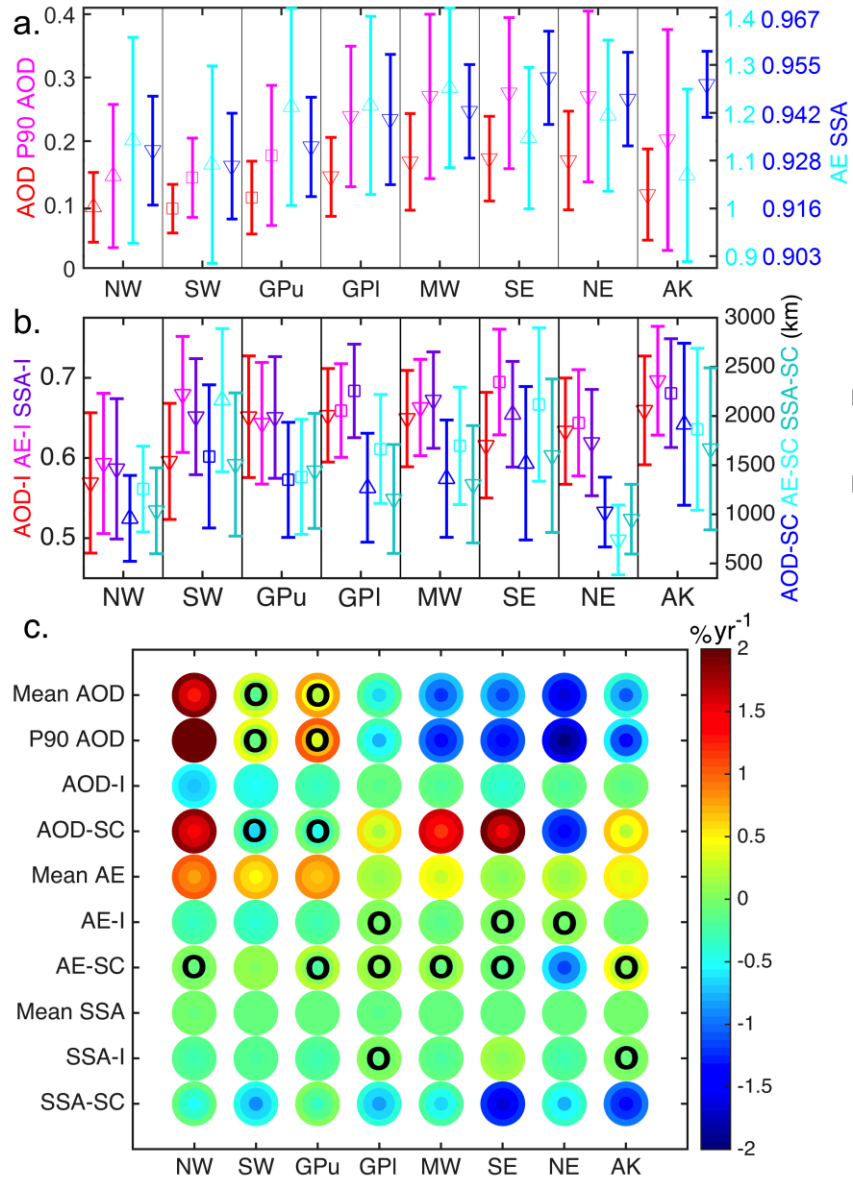 a.
0.4
0.3
0.2
0.1
0
AOD P90 AOD
1.4 0.967
1.3 0.955
1.2 0.942
1.1 0.928
1 0.916
0.9 0.903
AE SSA
NW SW GPu GPl MW SE NE AK
b.
0.7
0.6
0.5
AOD-I AE-I SSA-I
3000
2500
2000
1500
1000
500
AOD-SC AE-SC SSA-SC (km)
NW SW GPu GPl MW SE NE AK
c.
%yr-1
Mean AOD O O
P90 AOD O O
AOD-I
AOD-SC O O
Mean AE
AE-I O O O
AE-SC O O O O O O
Mean SSA
SSA-I O O
SSA-SC
NW SW GPu GPl MW SE NE AK
2
1.5
1
0.5
0
-0.5
-1
-1.5
-2